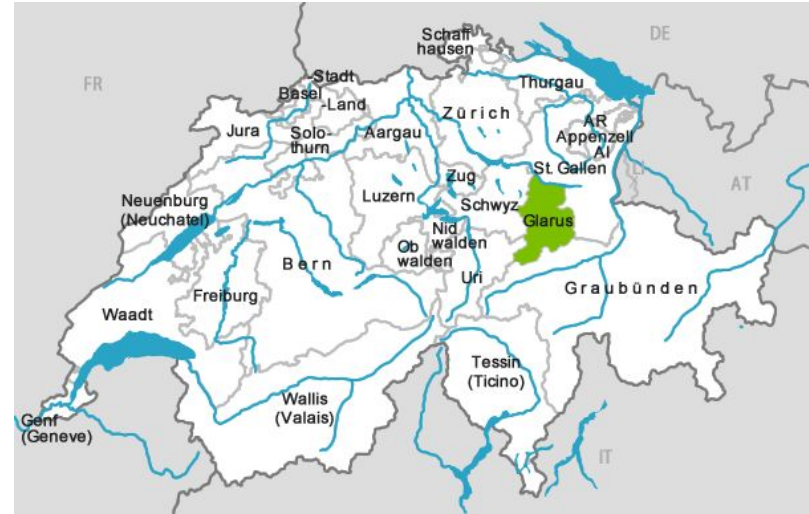 Schaff
hausen
DE
FR
Stadt
Basel
-Land
Thurgau
Zürich
AR
Appenzell
AI
Jura
Solo-
thurn
Aargau
St. Gallen
LI
AT
Zug
Luzern
Schwyz
Neuenburg
(Neuchatel)
Glarus
Nid
walden
Ob
walden
Bern
Uri
Freiburg
Graubünden
Waadt
Tessin
(Ticino)
Wallis
(Valais)
Genf
(Geneve)
IT